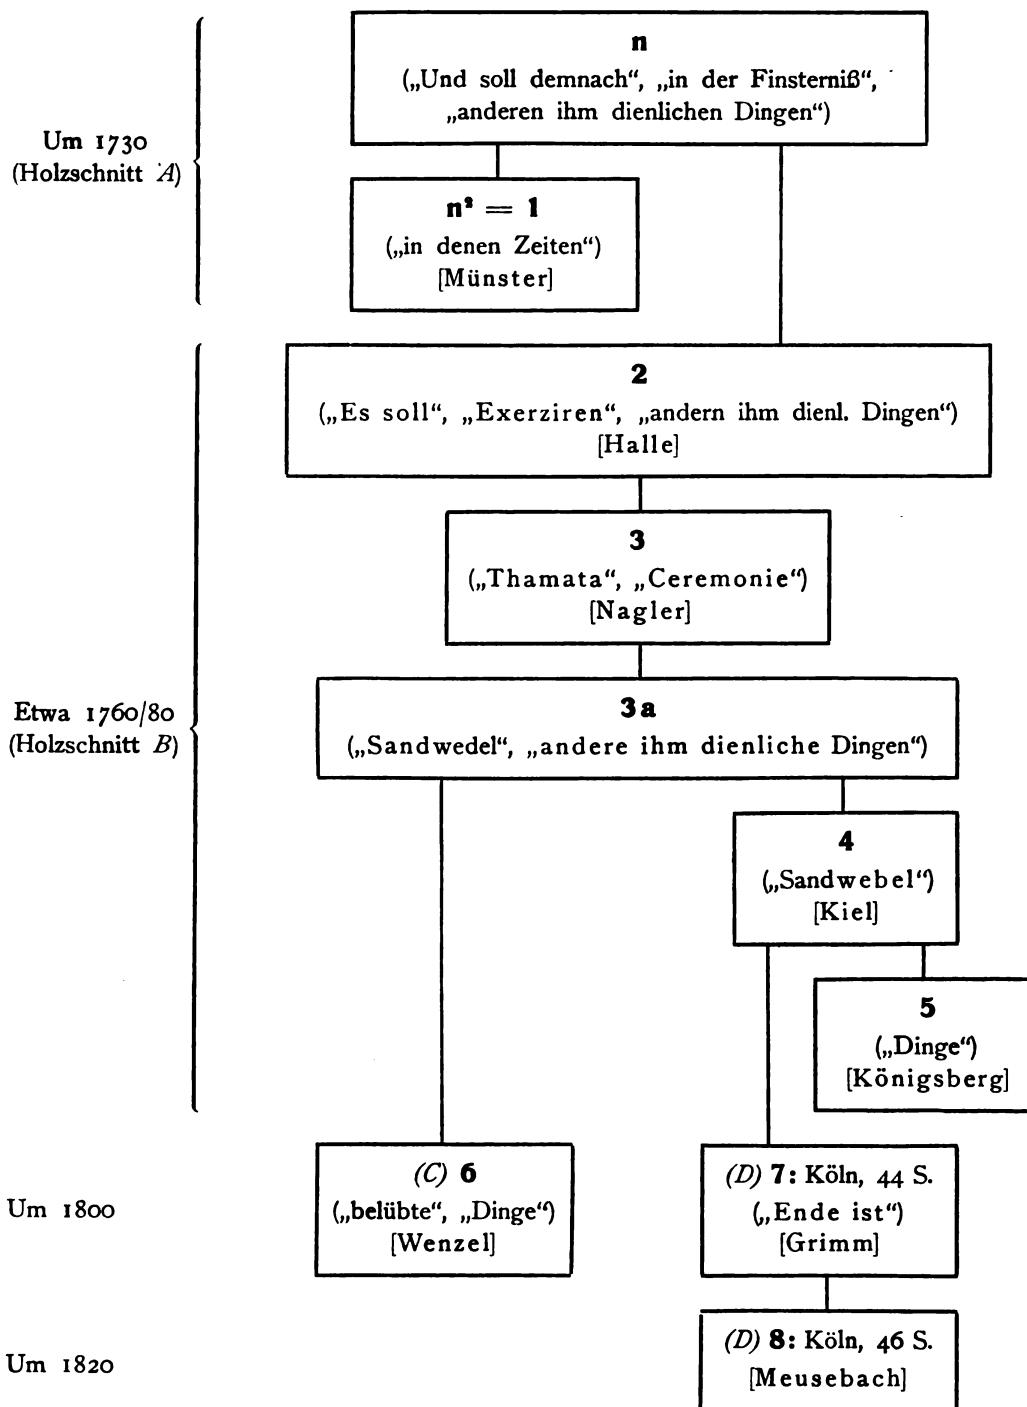 n
(„Und soll demnach“, „in der Finsterniß“,
„anderen ihm dienlichen Dingen“)
Um 1730
(Holzschnitt A)
n² = 1
(„in denen Zeiten“)
[Münster]
2
(„Es soll“, „Exerziren“, „andern ihm dienl. Dingen“)
[Halle]
3
(„Thamata“, „Ceremonie“)
[Nagler]
Etwa 1760/80
(Holzschnitt B)
3a
(„Sandwedel“, „andere ihm dienliche Dingen“)
4
(„Sandwebel“)
[Kiel]
5
(„Dinge“)
[Königsberg]
Um 1800
(C) 6
(„belübte“, „Dinge“)
[Wenzel]
(D) 7: Köln, 44 S.
(„Ende ist“)
[Grimm]
Um 1820
(D) 8: Köln, 46 S.
[Meusebach]